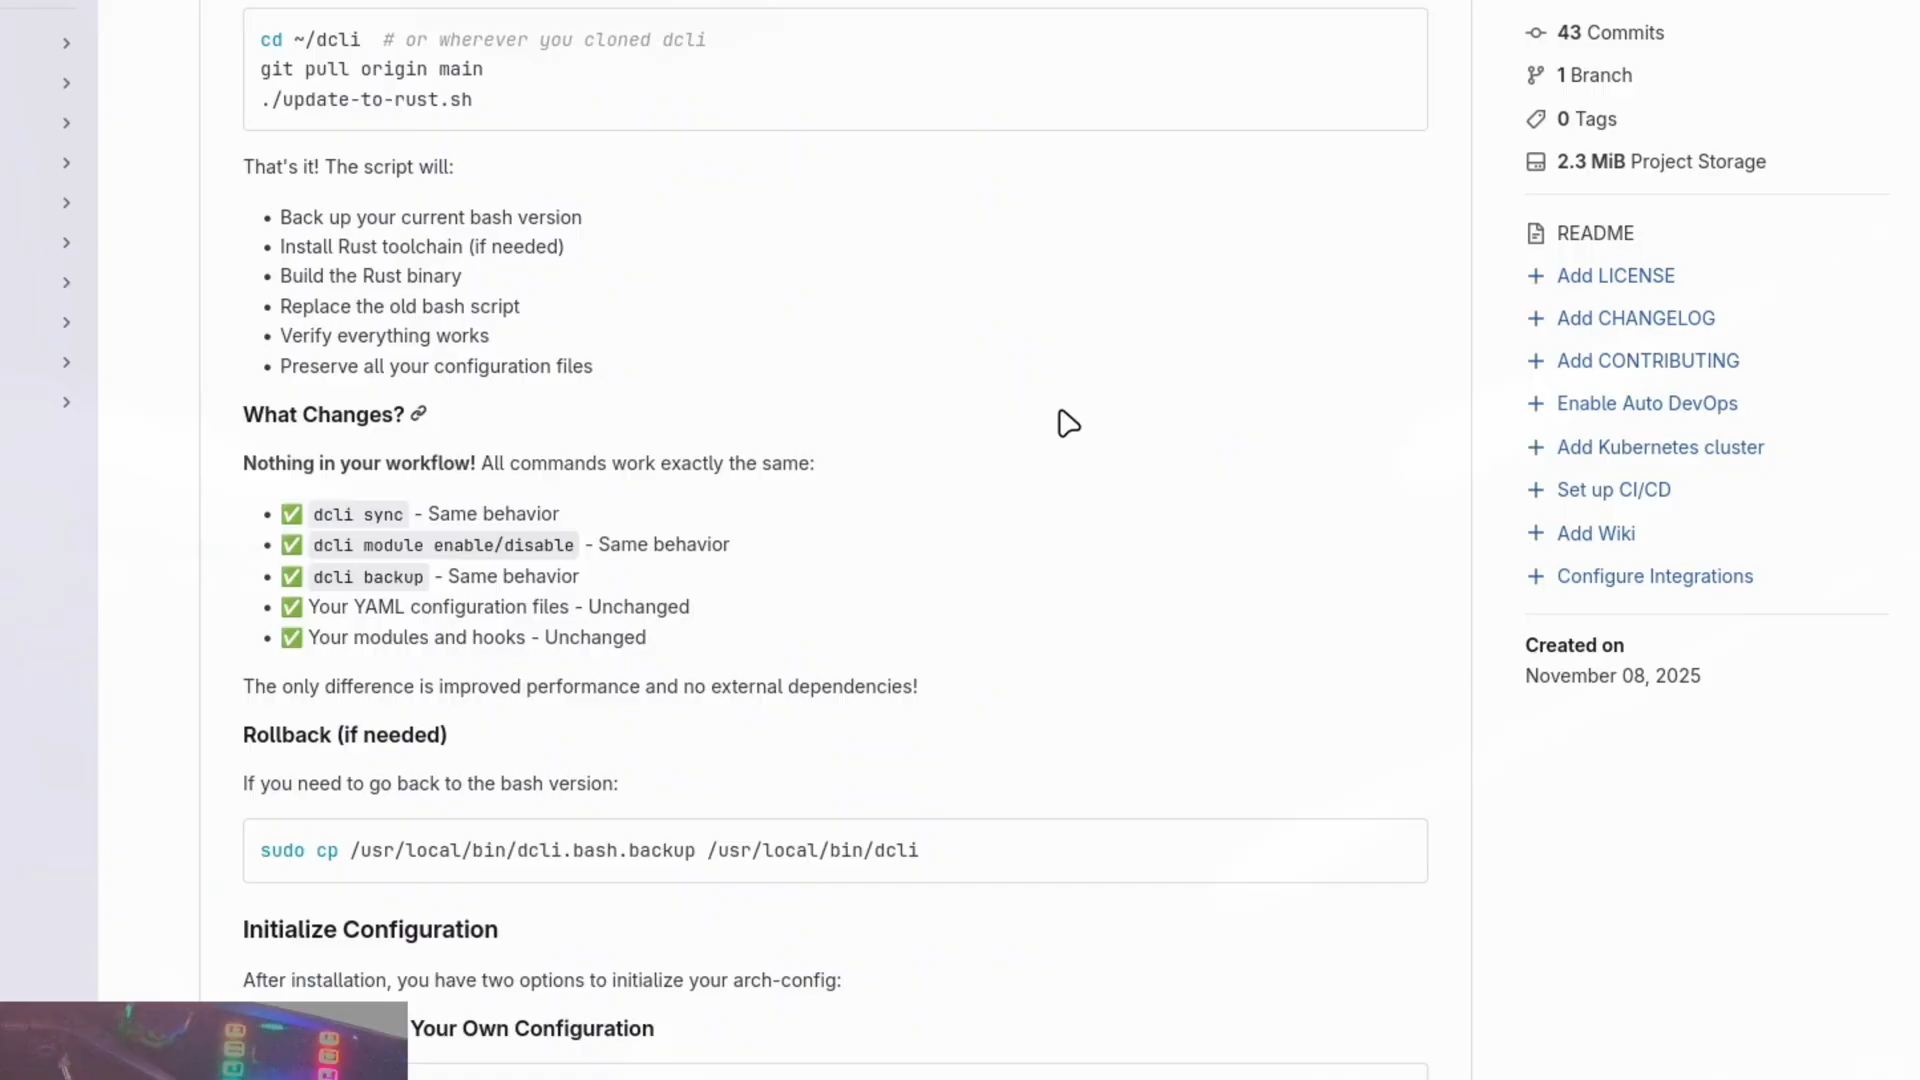 cd ~/dcli  # or wherever you cloned dcli
git pull origin main
./update-to-rust.sh
That's it! The script will:
• Back up your current bash version
• Install Rust toolchain (if needed)
• Build the Rust binary
• Replace the old bash script
• Verify everything works
• Preserve all your configuration files
What Changes?
Nothing in your workflow! All commands work exactly the same:
• ✅ dcli sync - Same behavior
• ✅ dcli module enable/disable - Same behavior
• ✅ dcli backup - Same behavior
• ✅ Your YAML configuration files - Unchanged
• ✅ Your modules and hooks - Unchanged
The only difference is improved performance and no external dependencies!
Rollback (if needed)
If you need to go back to the bash version:
sudo cp /usr/local/bin/dcli.bash.backup /usr/local/bin/dcli
Initialize Configuration
After installation, you have two options to initialize your arch-config:
Your Own Configuration
43 Commits
1 Branch
0 Tags
2.3 MiB Project Storage
README
+ Add LICENSE
+ Add CHANGELOG
+ Add CONTRIBUTING
+ Enable Auto DevOps
+ Add Kubernetes cluster
+ Set up CI/CD
+ Add Wiki
+ Configure Integrations
Created on
November 08, 2025